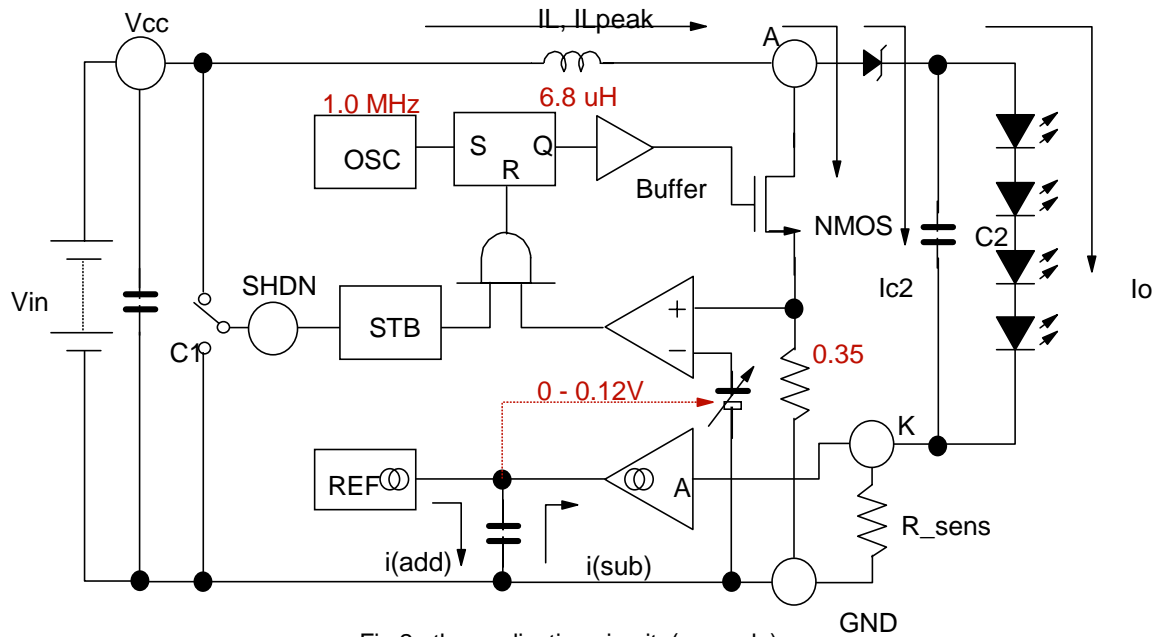 Vcc
IL, ILpeak
A
1.0 MHz
6.8 uH
OSC
S
Q
R
Buffer
NMOS
C2
Vin
SHDN
Ic2
Io
STB
+
C1
−
0.35
0 - 0.12V
K
REF
A
R_sens
i(add)
i(sub)
GND